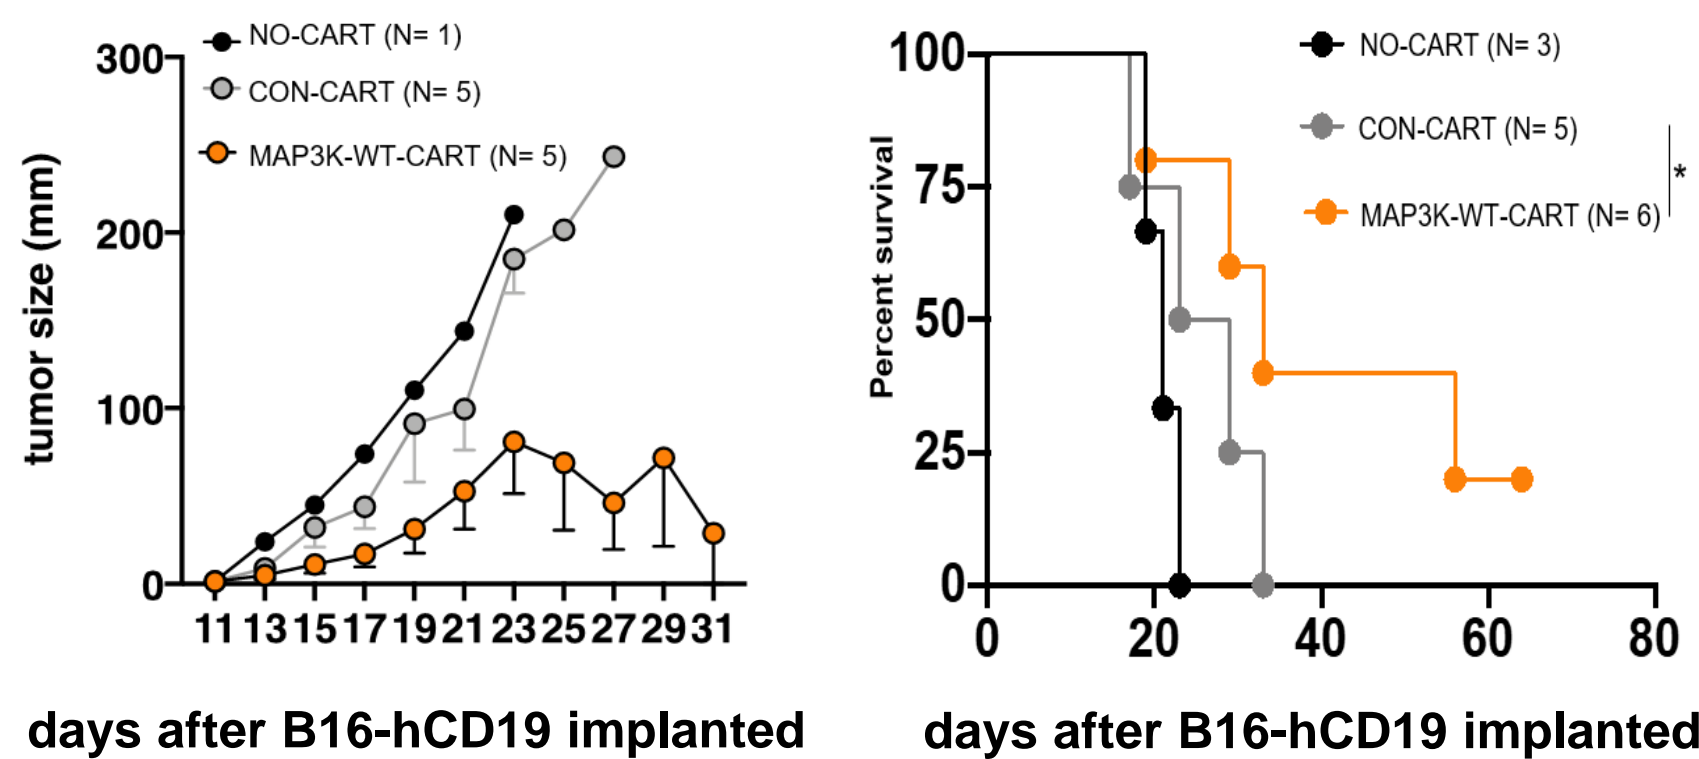 NO-CART (N= 1)
CON-CART (N= 5)
MAP3K-WT-CART (N= 5)
tumor size (mm)
300
200
100
0
11 13 15 17 19 21 23 25 27 29 31
days after B16-hCD19 implanted
NO-CART (N= 3)
CON-CART (N= 5)
MAP3K-WT-CART (N= 6)
*
Percent survival
100
75
50
25
0
0 20 40 60 80
days after B16-hCD19 implanted